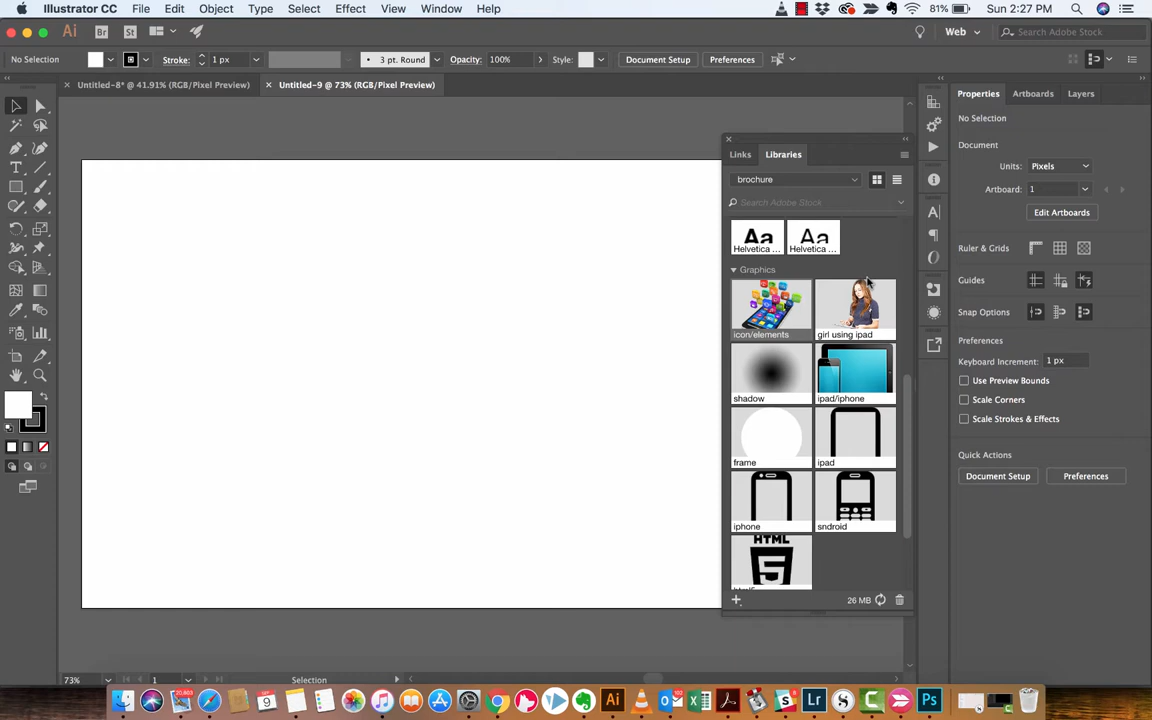 Illustrator CC File Edit Object Type Select Effect View Window Help 81% Sun 2:27 PM
Ai Br St Web Search Adobe Stock
No Selection Stroke: 1 px 3 pt. Round Opacity: 100% Style: Document Setup Preferences
Untitled-8* @ 41.91% (RGB/Pixel Preview) Untitled-9 @ 73% (RGB/Pixel Preview)
Properties Artboards Layers
No Selection
Document
Units: Pixels
Artboard: 1
Edit Artboards
Ruler & Grids
Guides
Snap Options
Preferences
Keyboard Increment: 1 px
Use Preview Bounds
Scale Corners
Scale Strokes & Effects
Quick Actions
Document Setup Preferences
Links Libraries
brochure
Search Adobe Stock
Aa Aa
Helvetica ... Helvetica ...
Graphics
icon/elements girl using ipad
shadow ipad/iphone
frame ipad
iphone sndroid
HTML
5
26 MB
73% 1 Selection